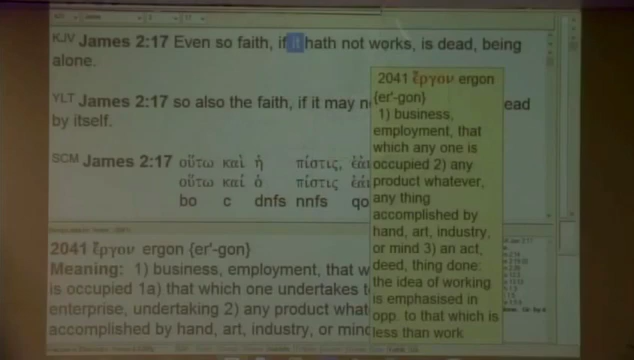 KJV James 2:17 Even so faith, if it hath not works, is dead, being
alone.
YLT James 2:17 so also the faith, if it may
ead
by itself.
SCM James 2:17 οὕτω καὶ ἡ πίστις,
οὕτω καί ὁ πίστις
bo c dnfs nnfs qo
2041 ἔργον ergon
{er'-gon}
1) business,
employment, that
which any one is
occupied 2) any
product whatever,
any thing
accomplished by
hand, art, industry,
or mind 3) an act,
deed, thing done:
the idea of working
is emphasised in
opp. to that which is
less than work
2041 ἔργον ergon {er'-gon}
Meaning: 1) business, employment, that w
is occupied 1a) that which one undertakes t
enterprise, undertaking 2) any product what
accomplished by hand, art, industry, or mind